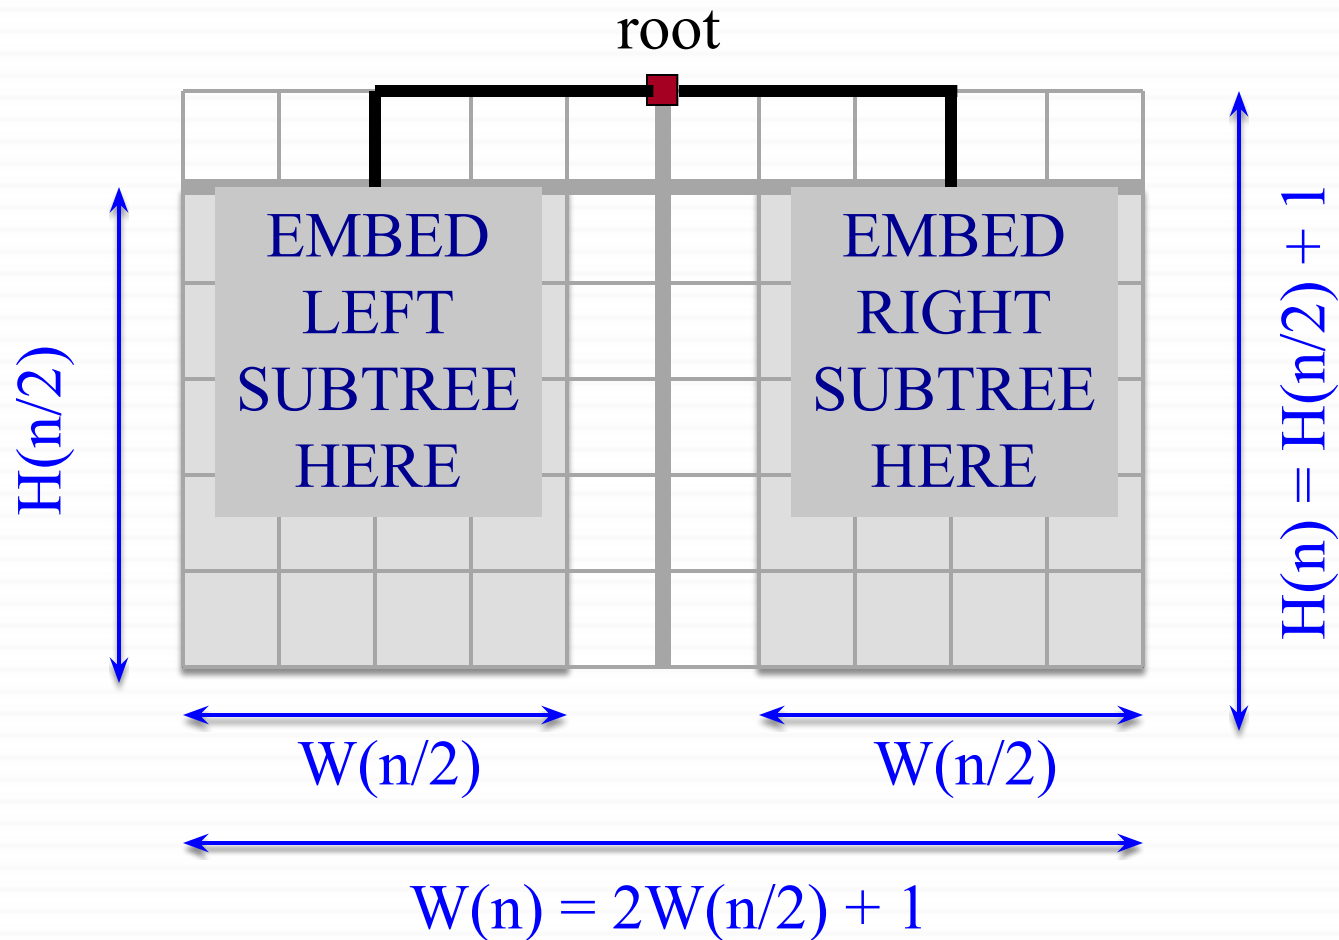 root
EMBED
LEFT
SUBTREE
HERE
EMBED
RIGHT
SUBTREE
HERE
H(n/2)
H(n) = H(n/2) + 1
W(n/2)
W(n/2)
W(n) = 2W(n/2) + 1